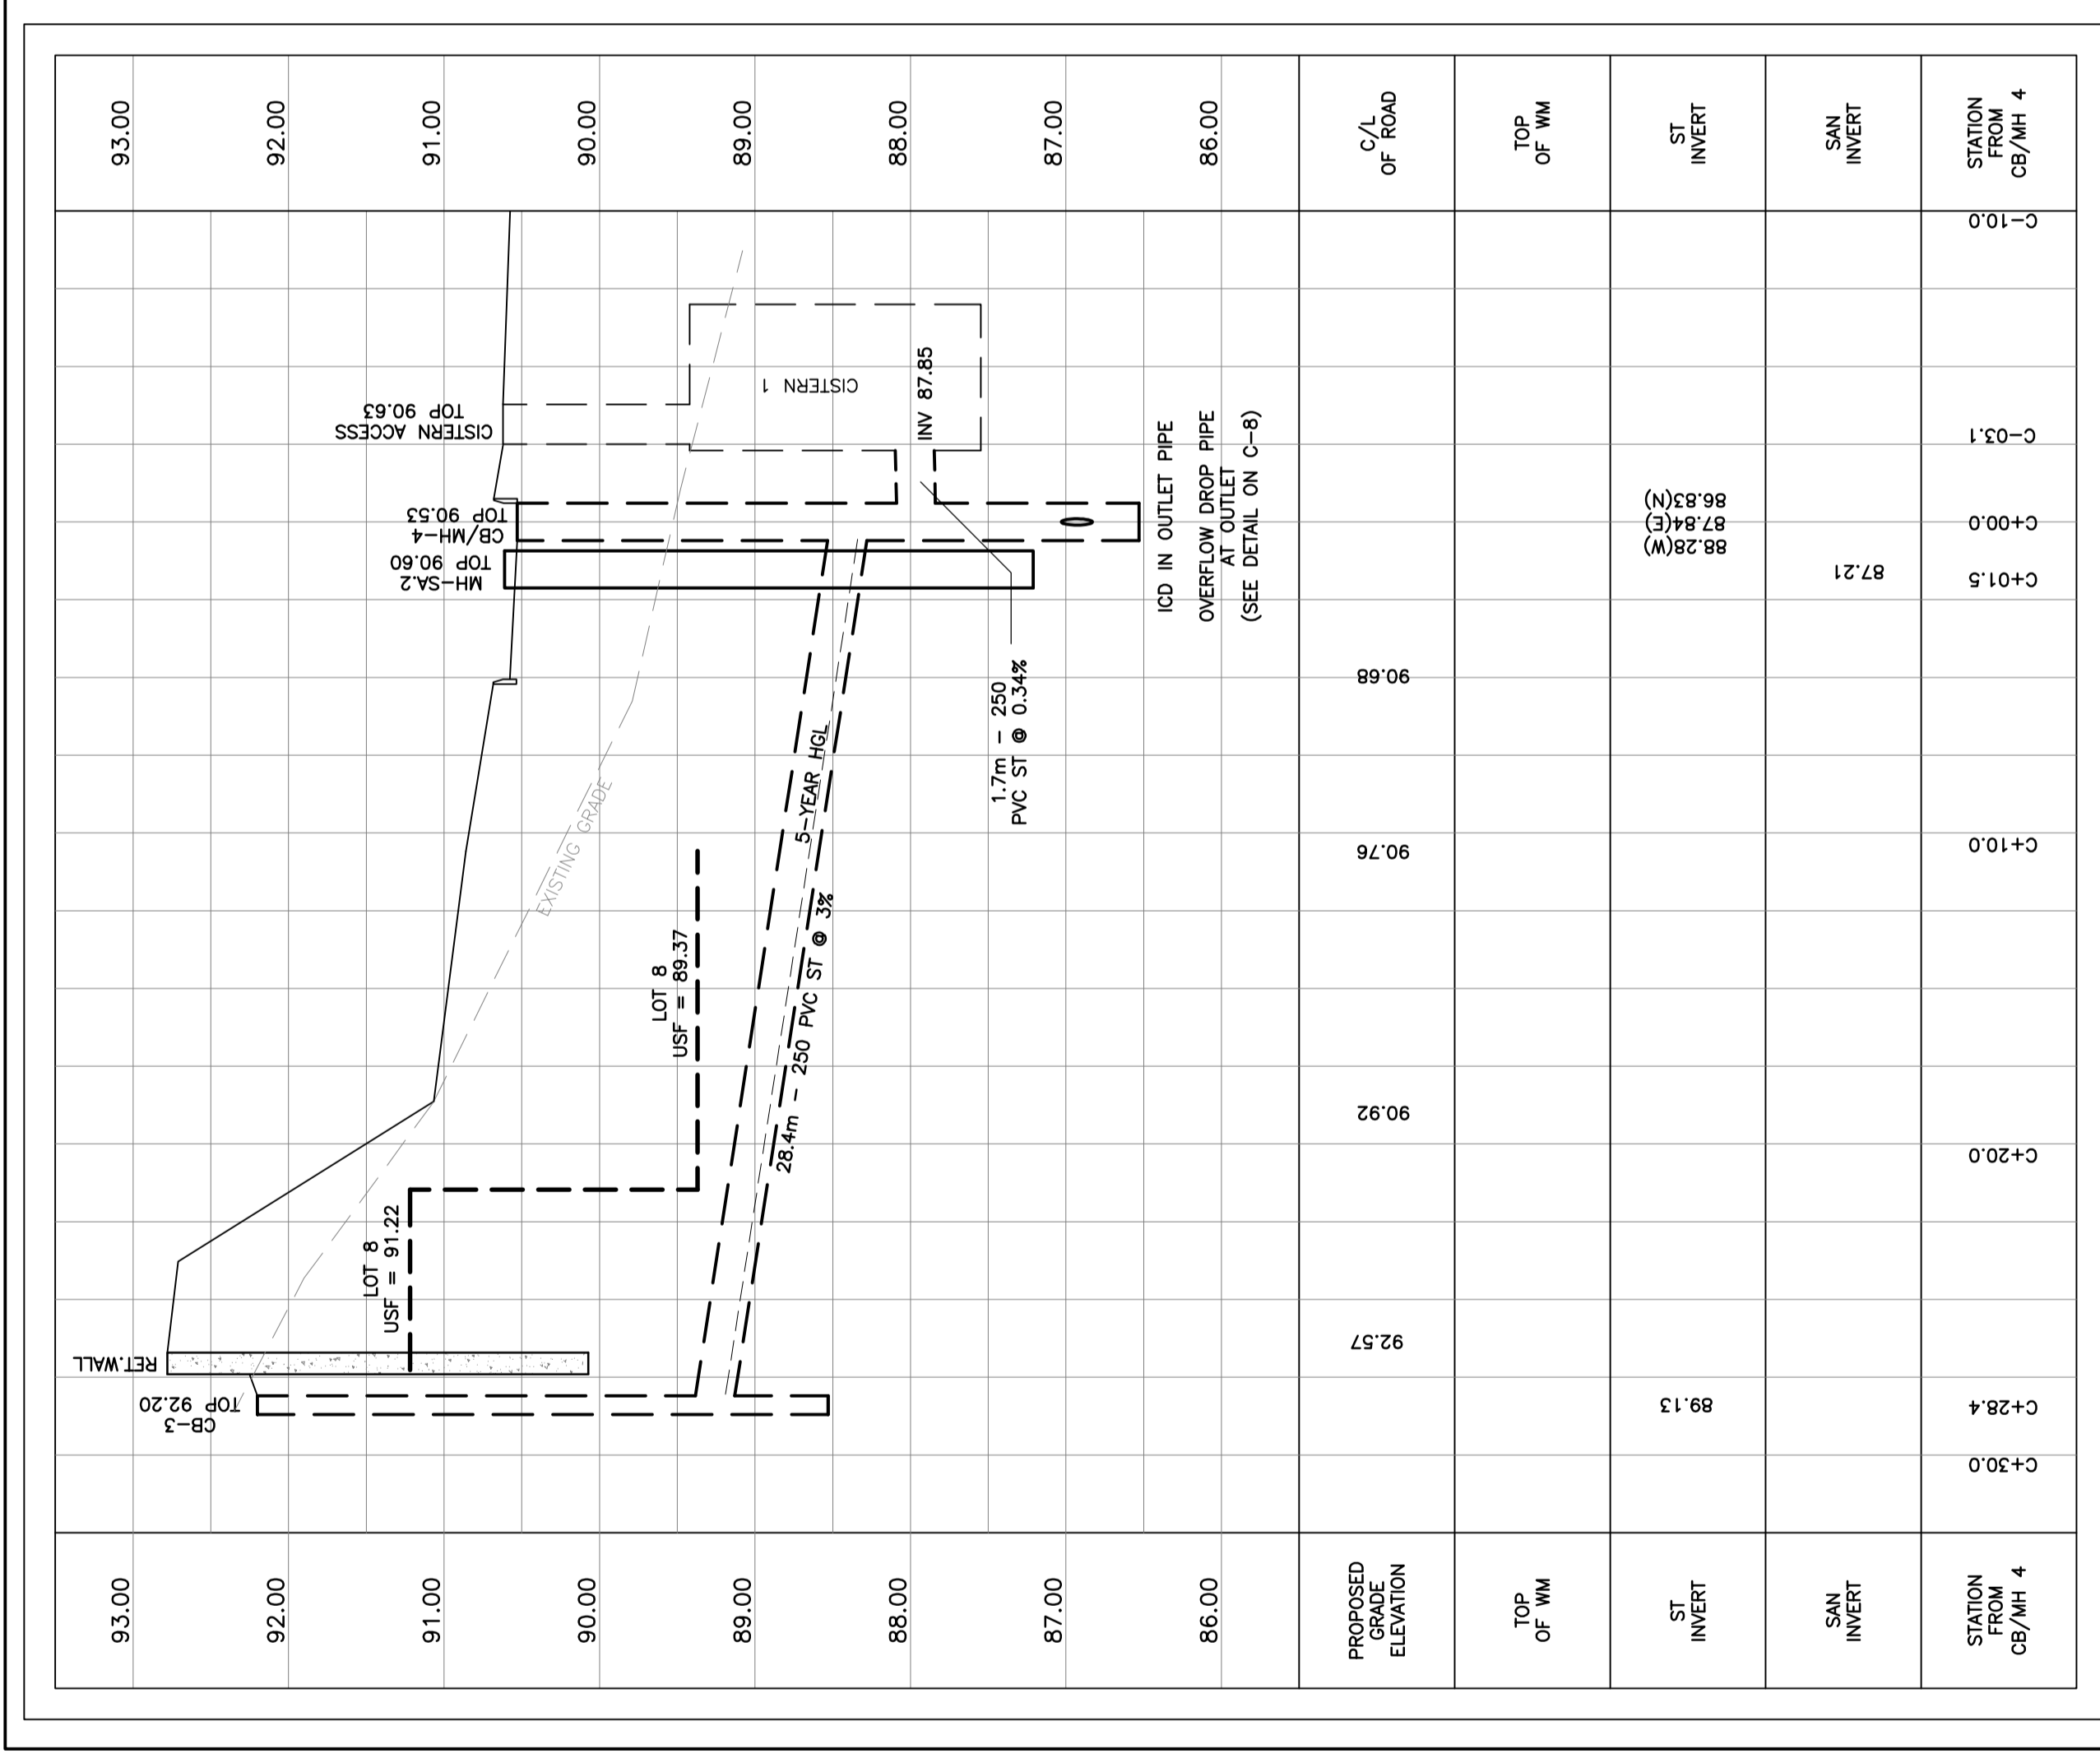 93.00
92.00
91.00
90.00
89.00
88.00
87.00
86.00
PROPOSED
GRADE
ELEVATION
TOP
OF WM
ST
INVERT
SAN
INVERT
STATION
FROM
CB/MH 4
93.00
92.00
91.00
90.00
89.00
88.00
87.00
86.00
C/L
OF ROAD
TOP
OF WM
ST
INVERT
SAN
INVERT
STATION
FROM
CB/MH 4
CB-3
TOP 92.20
RET.WALL
LOT 8
USF = 91.22
LOT 8
USF = 89.37
EXISTING GRADE
5-YEAR HGL
28.4m - 250 PVC ST @ 3%
MH-SA.2
TOP 90.60
CB/MH-4
TOP 90.53
CISTERN ACCESS
TOP 90.63
CISTERN 1
INV 87.85
1.7m - 250
PVC ST @ 0.34%
ICD IN OUTLET PIPE
OVERFLOW DROP PIPE
AT OUTLET
(SEE DETAIL ON C-8)
92.57
90.92
90.76
90.68
89.13
88.28(W)
87.84(E)
86.83(N)
87.21
C+30.0
C+28.4
C+20.0
C+10.0
C+01.5
C+00.0
C-03.1
C-10.0